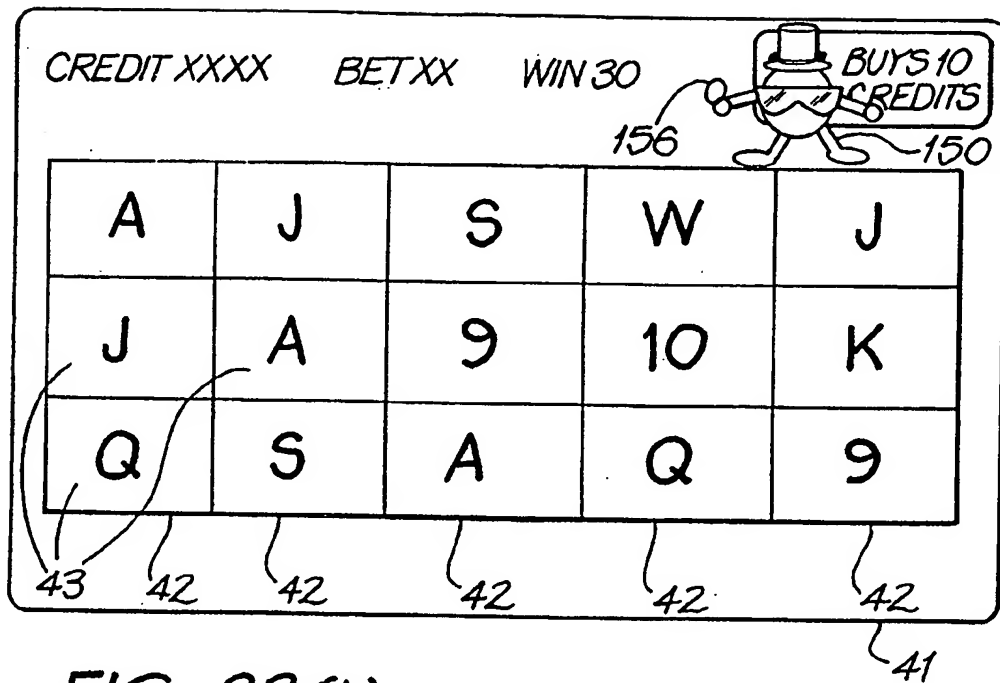 CREDIT XXXX BET XX WIN 30 BUYS 10
CREDITS
156 150
A J S W J
J A 9 10 K
Q S A Q 9
43 42 42 42 42 42
41